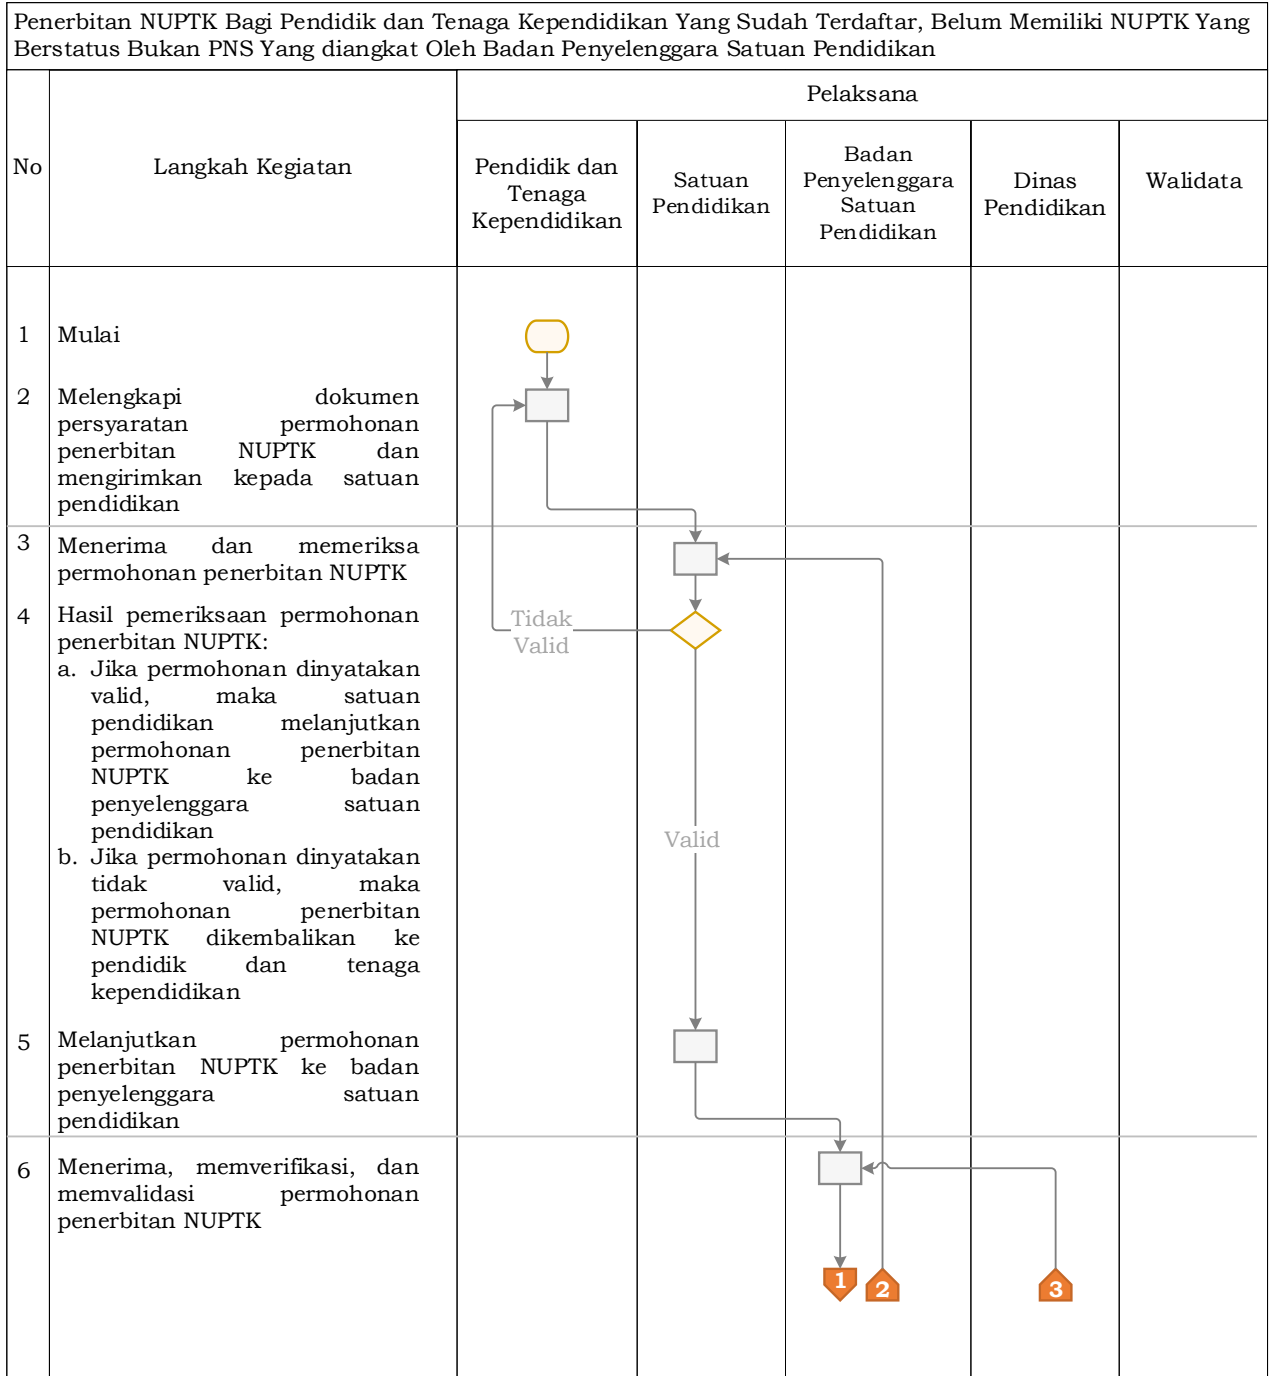 Penerbitan NUPTK Bagi Pendidik dan Tenaga Kependidikan Yang Sudah Terdaftar, Belum Memiliki NUPTK Yang
Berstatus Bukan PNS Yang diangkat Oleh Badan Penyelenggara Satuan Pendidikan
No
Langkah Kegiatan
Pelaksana
Pendidik dan
Tenaga
Kependidikan
Satuan
Pendidikan
Badan
Penyelenggara
Satuan
Pendidikan
Dinas
Pendidikan
Walidata
1 Mulai
2 Melengkapi dokumen
persyaratan permohonan
penerbitan NUPTK dan
mengirimkan kepada satuan
pendidikan
3 Menerima dan memeriksa
permohonan penerbitan NUPTK
4 Hasil pemeriksaan permohonan
penerbitan NUPTK:
a. Jika permohonan dinyatakan
valid, maka satuan
pendidikan melanjutkan
permohonan penerbitan
NUPTK ke badan
penyelenggara satuan
pendidikan
b. Jika permohonan dinyatakan
tidak valid, maka
permohonan penerbitan
NUPTK dikembalikan ke
pendidik dan tenaga
kependidikan
Tidak
Valid
Valid
5 Melanjutkan permohonan
penerbitan NUPTK ke badan
penyelenggara satuan
pendidikan
6 Menerima, memverifikasi, dan
memvalidasi permohonan
penerbitan NUPTK
1
2
3